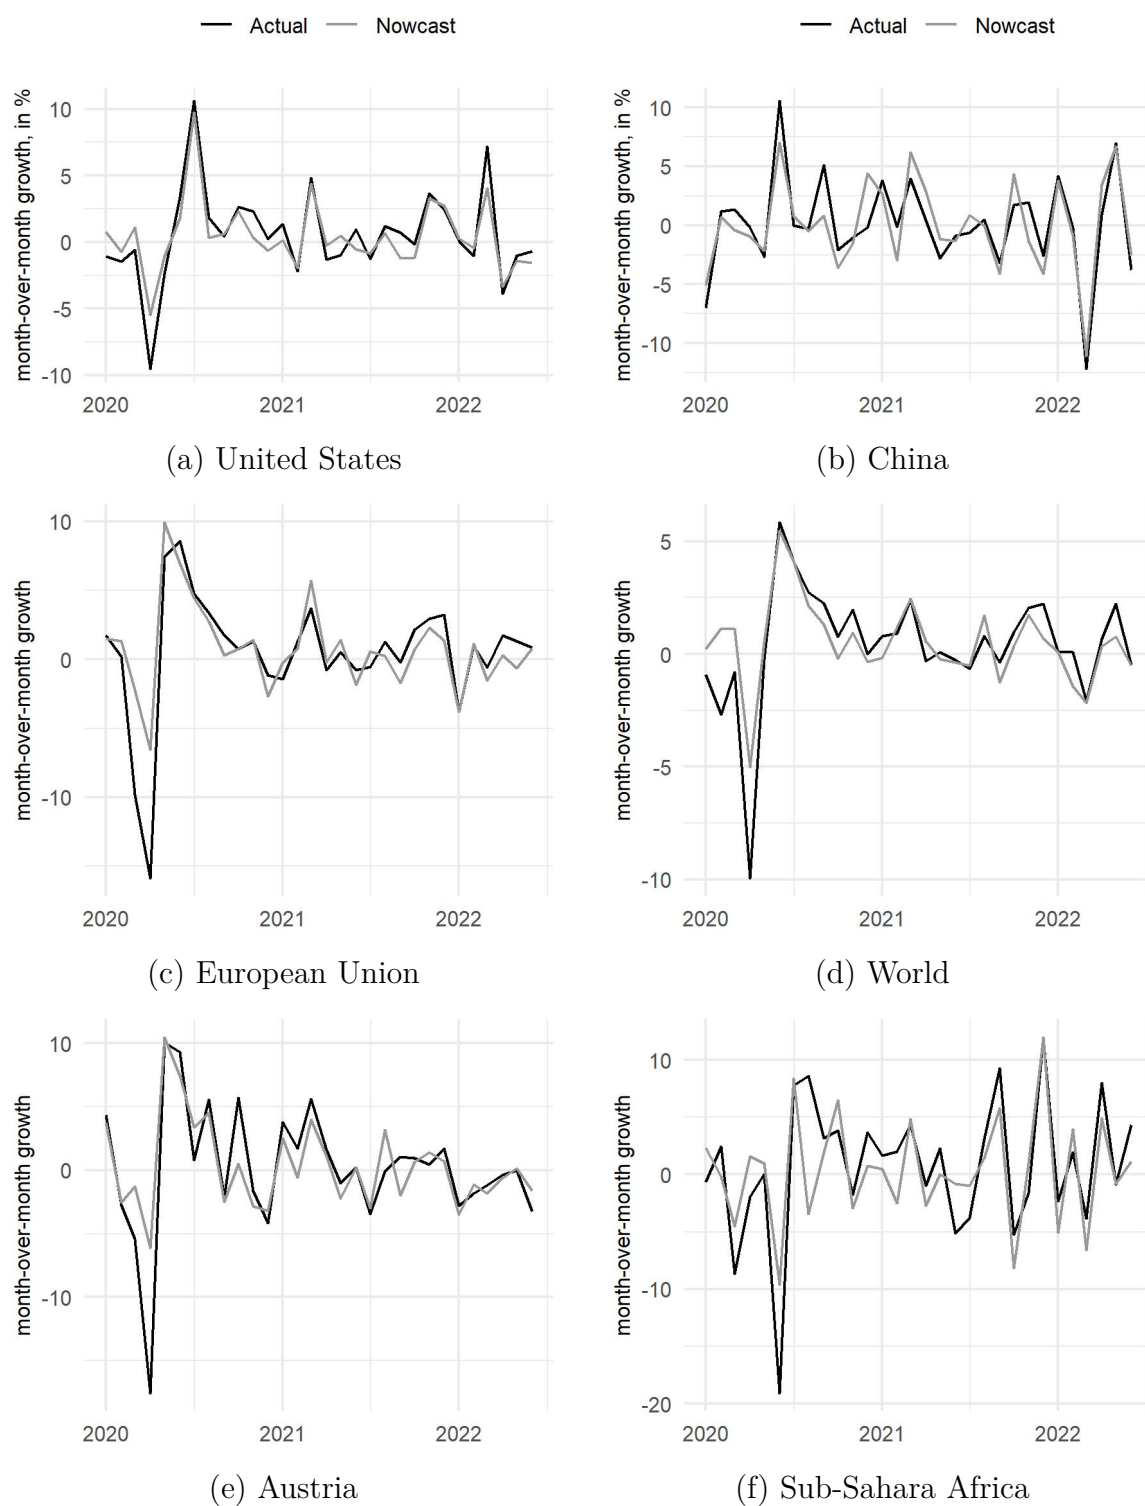 Actual Nowcast
month-over-month growth, in %
10
5
0
-5
-10
2020 2021 2022
(a) United States
Actual Nowcast
month-over-month growth, in %
10
5
0
-5
-10
2020 2021 2022
(b) China
month-over-month growth
10
0
-10
2020 2021 2022
(c) European Union
month-over-month growth
5
0
-5
-10
2020 2021 2022
(d) World
month-over-month growth
10
0
-10
2020 2021 2022
(e) Austria
month-over-month growth
10
0
-10
-20
2020 2021 2022
(f) Sub-Sahara Africa